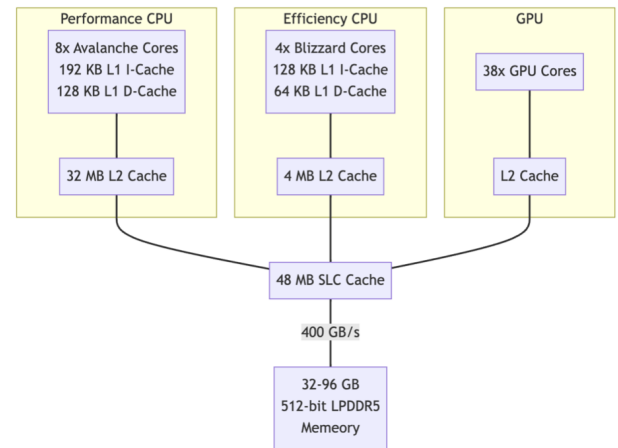 Performance CPU
8x Avalanche Cores
192 KB L1 I-Cache
128 KB L1 D-Cache
32 MB L2 Cache
Efficiency CPU
4x Blizzard Cores
128 KB L1 I-Cache
64 KB L1 D-Cache
4 MB L2 Cache
GPU
38x GPU Cores
L2 Cache
48 MB SLC Cache
400 GB/s
32-96 GB
512-bit LPDDR5
Memeory